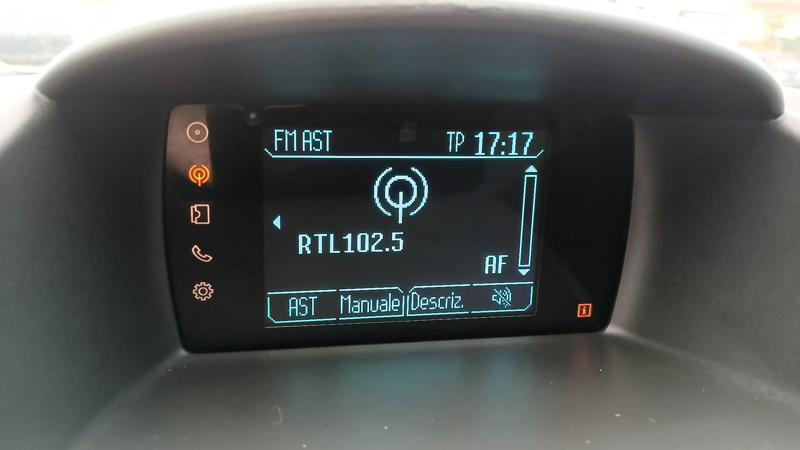 FM AST TP 17:17
RTL102.5
AF
AST Manuale Descriz.
i